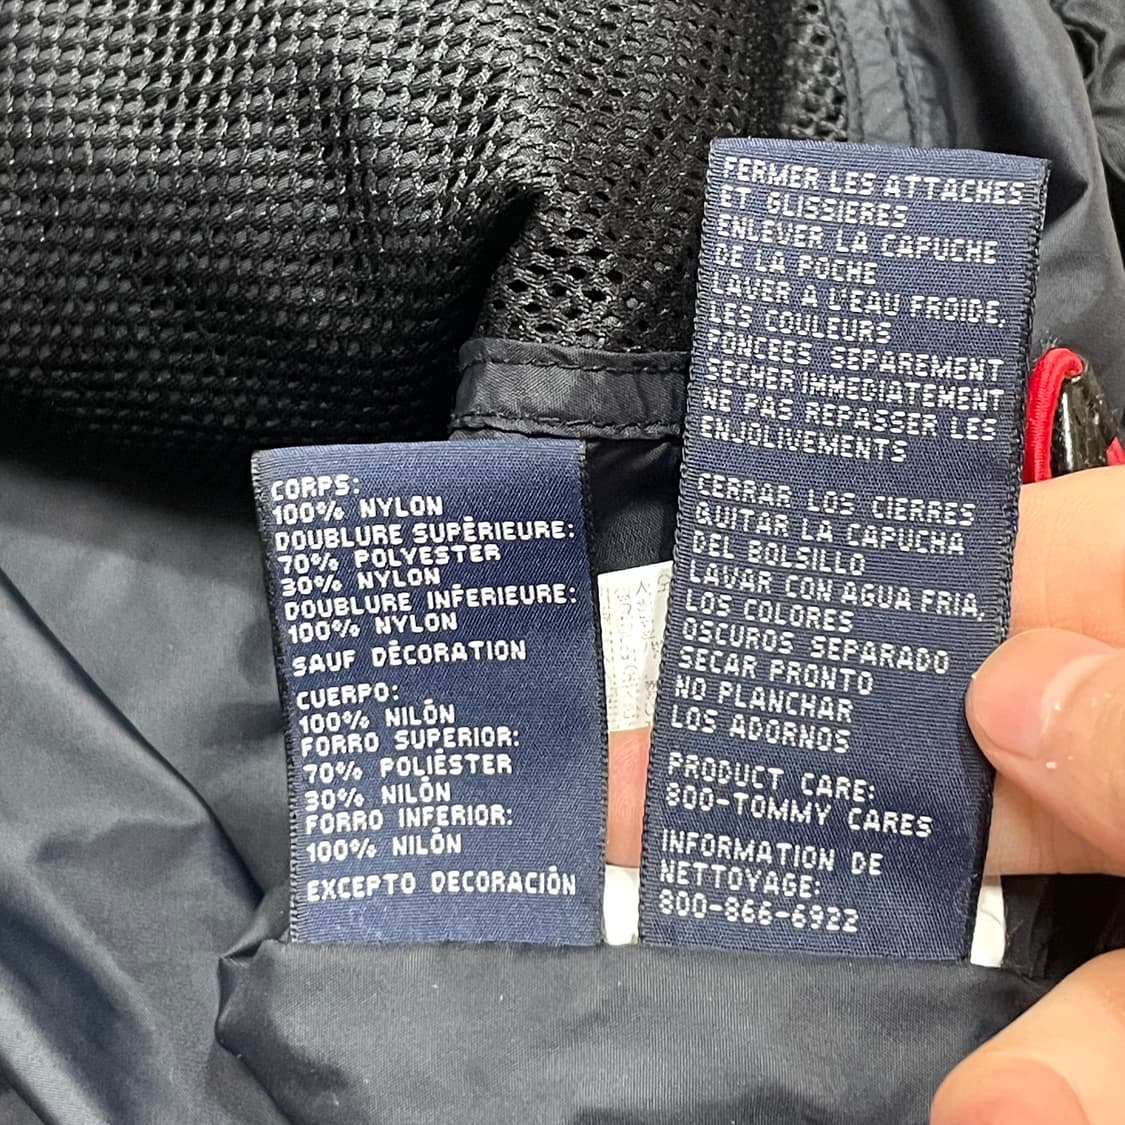 CORPS:
100% NYLON
DOUBLURE SUPÈRIEURE:
70% POLYESTER
30% NYLON
DOUBLURE INFÈRIEURE:
100% NYLON
SAUF DÈCORATION
CUERPO:
100% NILÓN
FORRO SUPERIOR:
70% POLIÉSTER
30% NILÓN
FORRO INFERIOR:
100% NILÓN
EXCEPTO DECORACIÓN
FERMER LES ATTACHES
ET GLISSIERES
ENLEVER LA CAPUCHE
DE LA POCHE
LAVER A L'EAU FROIDE,
LES COULEURS
FONCEES SEPAREMENT
SECHER IMMEDIATEMENT
NE PAS REPASSER LES
ENJOLIVEMENTS
CERRAR LOS CIERRES
QUITAR LA CAPUCHA
DEL BOLSILLO
LAVAR CON AGUA FRIA,
LOS COLORES
OSCUROS SEPARADO
SECAR PRONTO
NO PLANCHAR
LOS ADORNOS
PRODUCT CARE:
800-TOMMY CARES
INFORMATION DE
NETTOYAGE:
800-866-6922